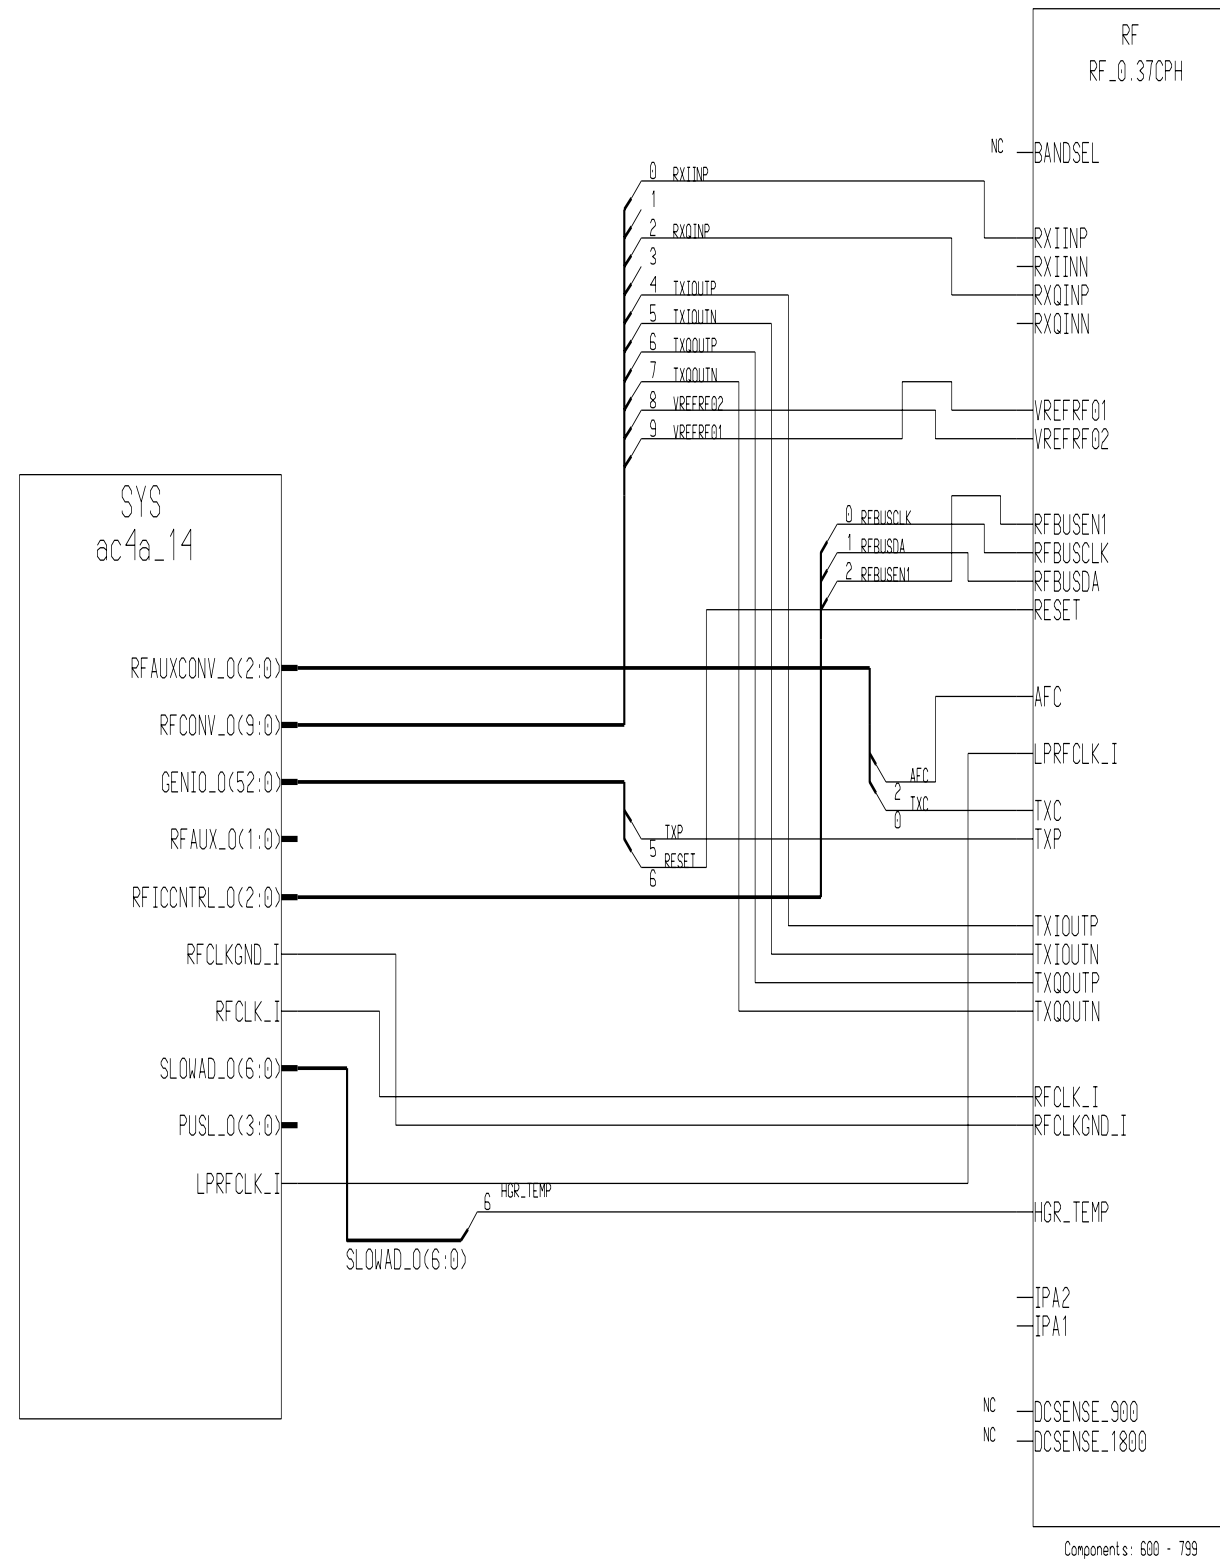 RF
RF_0.37CPH
NC
BANDSEL
0 RXIINP
1
2 RXQINP
3
4 TXIOUTP
5 TXIOUTN
6 TXQOUTP
7 TXQOUTN
8 VREFRF02
9 VREFRF01
RXIINP
RXIINN
RXQINP
RXQINN
VREFRF01
VREFRF02
SYS
ac4a_14
0 RFBUSCLK
1 RFBUSDA
2 RFBUSEN1
RFBUSEN1
RFBUSCLK
RFBUSDA
RESET
RFAUXCONV_O(2:0)
RFCONV_O(9:0)
GENIO_O(52:0)
RFAUX_O(1:0)
RFICCNTRL_O(2:0)
RFCLKGND_I
RFCLK_I
SLOWAD_O(6:0)
PUSL_O(3:0)
LPRFCLK_I
AFC
2
TXC
0
TXP
5
RESET
6
AFC
LPRFCLK_I
TXC
TXP
TXIOUTP
TXIOUTN
TXQOUTP
TXQOUTN
RFCLK_I
RFCLKGND_I
6 HGR_TEMP
HGR_TEMP
SLOWAD_O(6:0)
IPA2
IPA1
NC
DCSENSE_900
NC
DCSENSE_1800
Components: 600 - 799